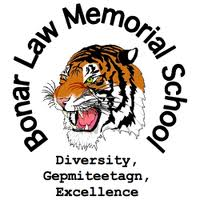 Bonar Law Memorial School
Diversity,
Gepmiteetagn,
Excellence